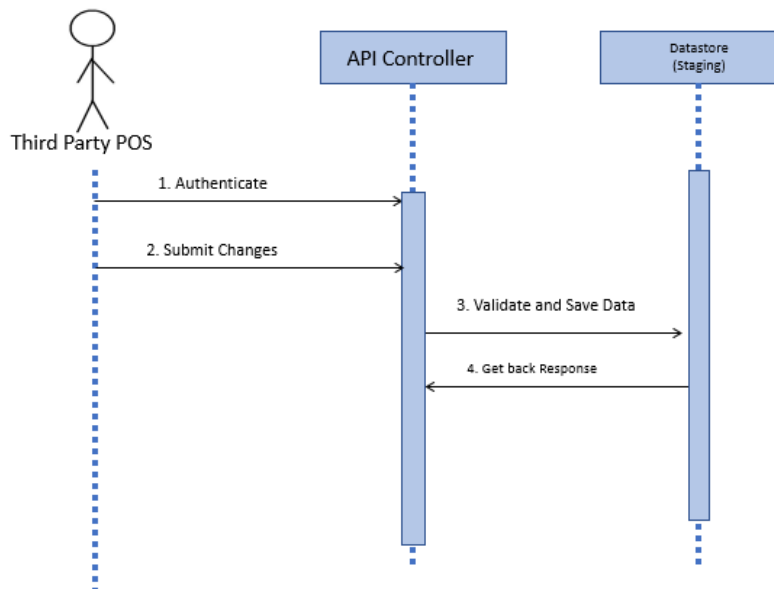 Third Party POS
API Controller
Datastore
(Staging)
1. Authenticate
2. Submit Changes
3. Validate and Save Data
4. Get back Response